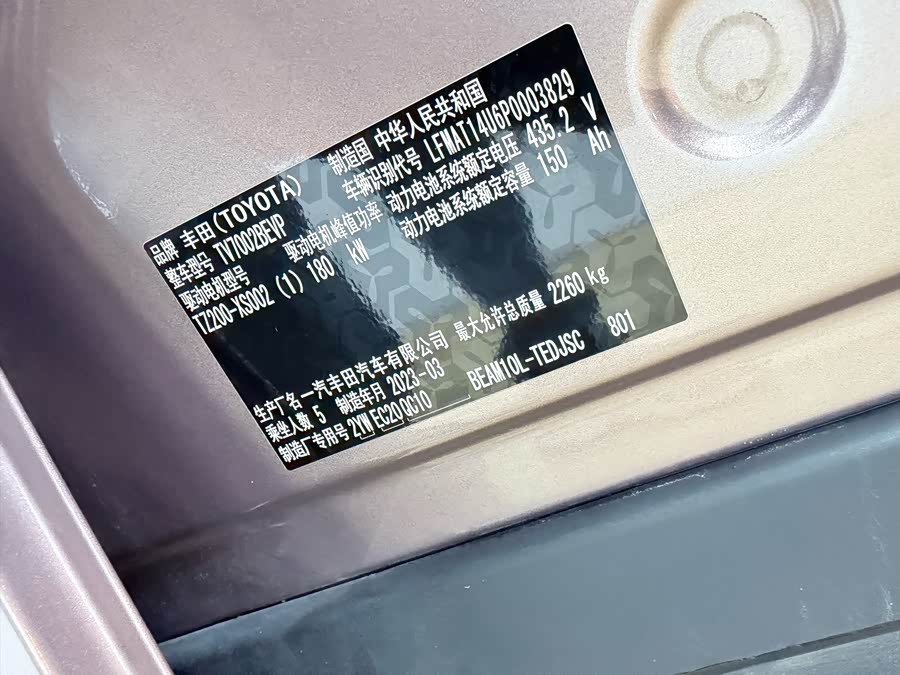 品牌 丰田(TOYOTA) 制造国 中华人民共和国
整车型号 TV7002BEVP 车辆识别代号 LFMAT14U6P0003829
驱动电机型号 驱动电机峰值功率 动力电池系统额定电压 435.2 V
TZ200-XS002 (1) 180 kW 动力电池系统额定容量 150 Ah
生产厂名 一汽丰田汽车有限公司 最大允许总质量 2260 kg
乘坐人数 5 制造年月 2023-03
制造厂专用号 2YW EC20 QC10 BEAM10L-TEDJSC 801